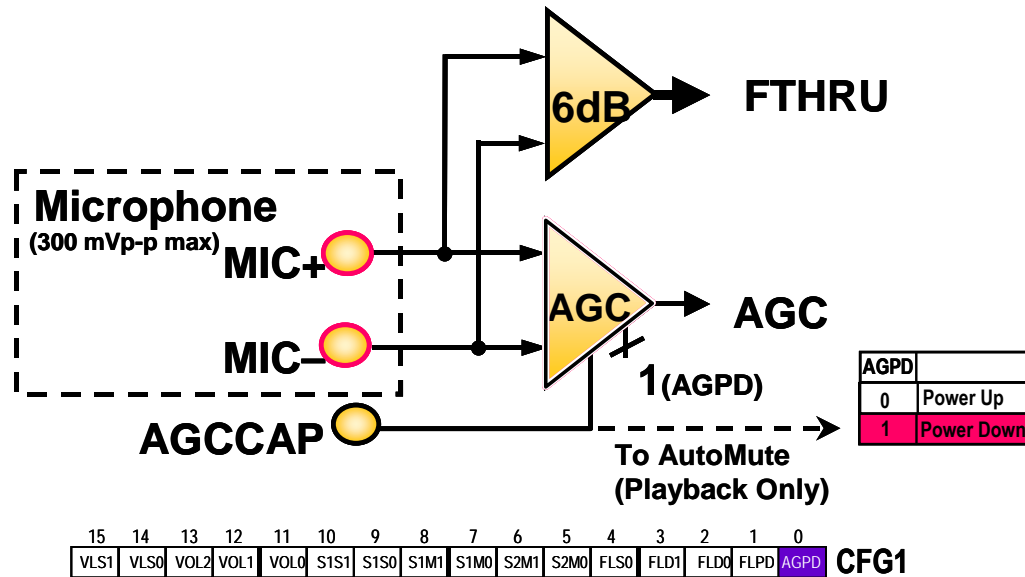 6dB
FTHRU
Microphone
(300 mVp-p max)
MIC+
AGC
AGC
MIC–
1(AGPD)
AGCCAP
To AutoMute
(Playback Only)
AGPD
0 Power Up
1 Power Down
15 14 13 12 11 10 9 8 7 6 5 4 3 2 1 0
VLS1 VLS0 VOL2 VOL1 VOL0 S1S1 S1S0 S1M1 S1M0 S2M1 S2M0 FLS0 FLD1 FLD0 FLPD AGPD CFG1